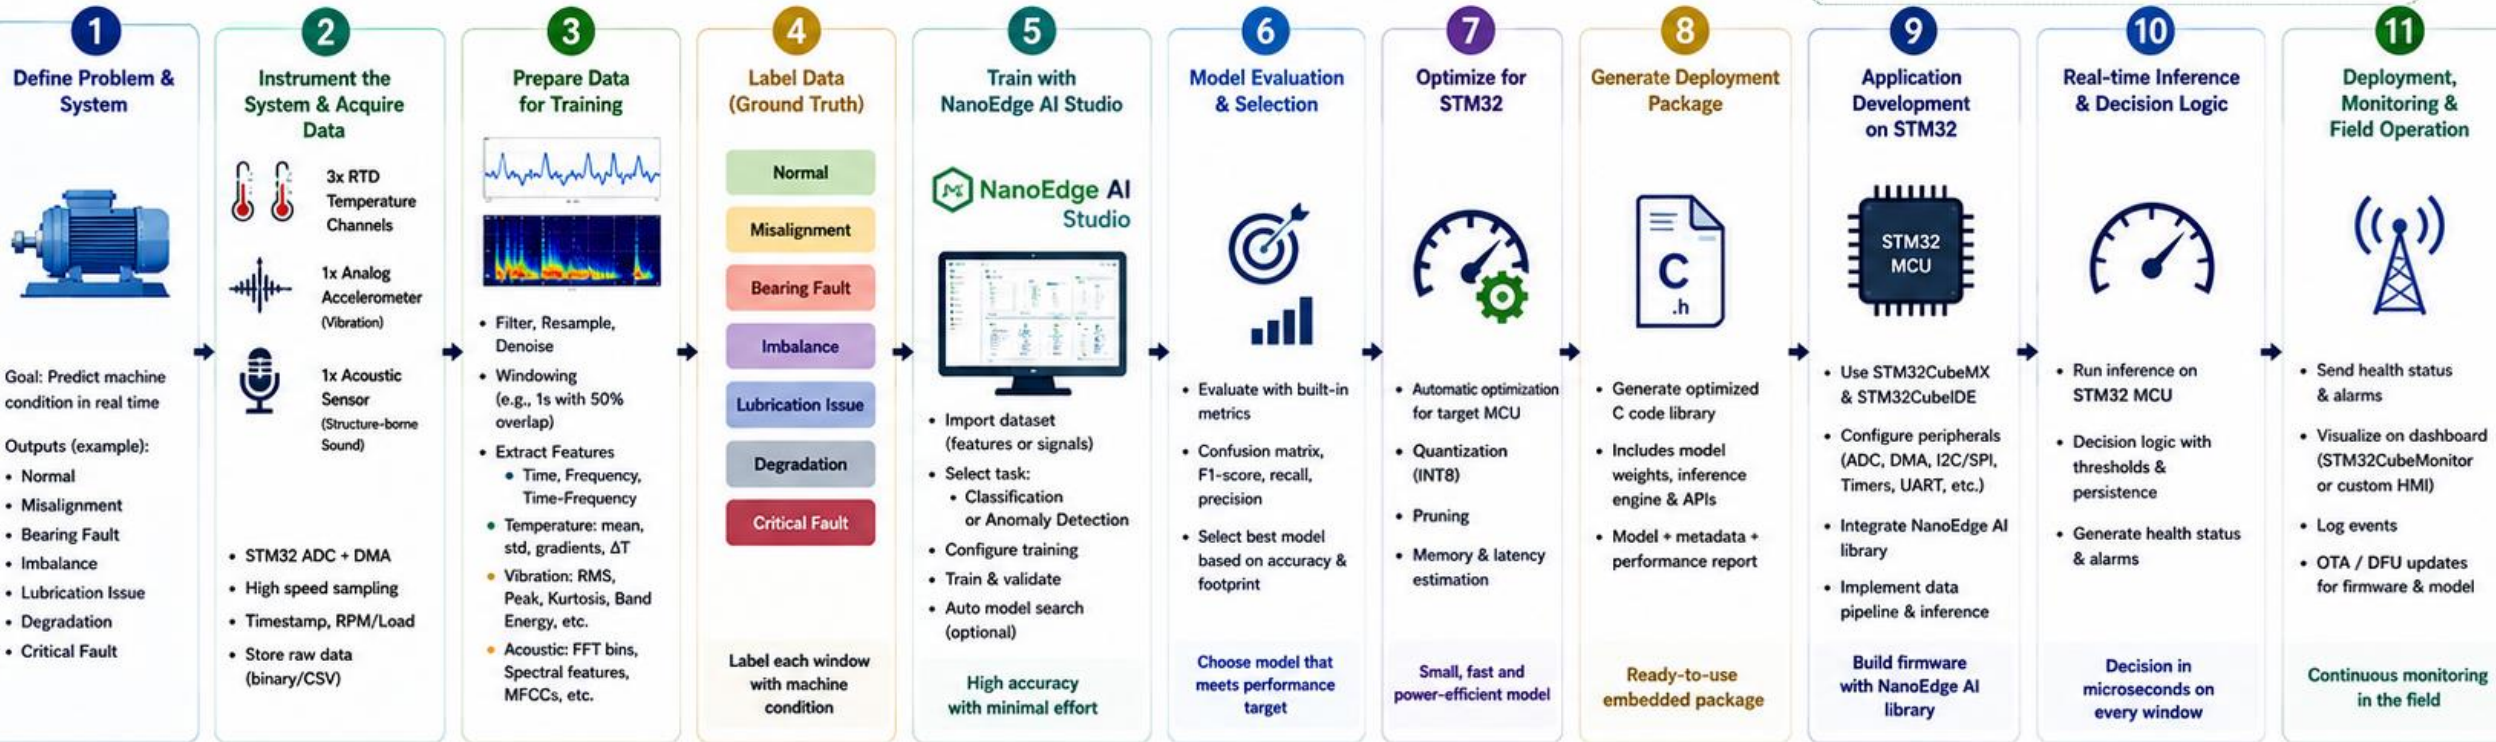 1
Define Problem &
System
Goal: Predict machine
condition in real time
Outputs (example):
• Normal
• Misalignment
• Bearing Fault
• Imbalance
• Lubrication Issue
• Degradation
• Critical Fault
2
Instrument the
System & Acquire
Data
3x RTD
Temperature
Channels
1x Analog
Accelerometer
(Vibration)
1x Acoustic
Sensor
(Structure-borne
Sound)
• STM32 ADC + DMA
• High speed sampling
• Timestamp, RPM/Load
• Store raw data
(binary/CSV)
3
Prepare Data
for Training
• Filter, Resample,
Denoise
• Windowing
(e.g., 1s with 50%
overlap)
• Extract Features
• Time, Frequency,
Time-Frequency
• Temperature: mean,
std, gradients, ΔT
• Vibration: RMS,
Peak, Kurtosis, Band
Energy, etc.
• Acoustic: FFT bins,
Spectral features,
MFCCs, etc.
4
Label Data
(Ground Truth)
Normal
Misalignment
Bearing Fault
Imbalance
Lubrication Issue
Degradation
Critical Fault
Label each window
with machine
condition
5
Train with
NanoEdge AI Studio
NanoEdge AI
Studio
• Import dataset
(features or signals)
• Select task:
• Classification
or Anomaly Detection
• Configure training
• Train & validate
• Auto model search
(optional)
High accuracy
with minimal effort
6
Model Evaluation
& Selection
• Evaluate with built-in
metrics
• Confusion matrix,
F1-score, recall,
precision
• Select best model
based on accuracy &
footprint
Choose model that
meets performance
target
7
Optimize for
STM32
• Automatic optimization
for target MCU
• Quantization
(INT8)
• Pruning
• Memory & latency
estimation
Small, fast and
power-efficient model
8
Generate Deployment
Package
C
.h
• Generate optimized
C code library
• Includes model
weights, inference
engine & APIs
• Model + metadata +
performance report
Ready-to-use
embedded package
9
Application
Development
on STM32
STM32
MCU
• Use STM32CubeMX
& STM32CubeIDE
• Configure peripherals
(ADC, DMA, I2C/SPI,
Timers, UART, etc.)
• Integrate NanoEdge AI
library
• Implement data
pipeline & inference
Build firmware
with NanoEdge AI
library
10
Real-time Inference
& Decision Logic
• Run inference on
STM32 MCU
• Decision logic with
thresholds &
persistence
• Generate health status
& alarms
Decision in
microseconds on
every window
11
Deployment,
Monitoring &
Field Operation
• Send health status
& alarms
• Visualize on dashboard
(STM32CubeMonitor
or custom HMI)
• Log events
• OTA / DFU updates
for firmware & model
Continuous monitoring
in the field